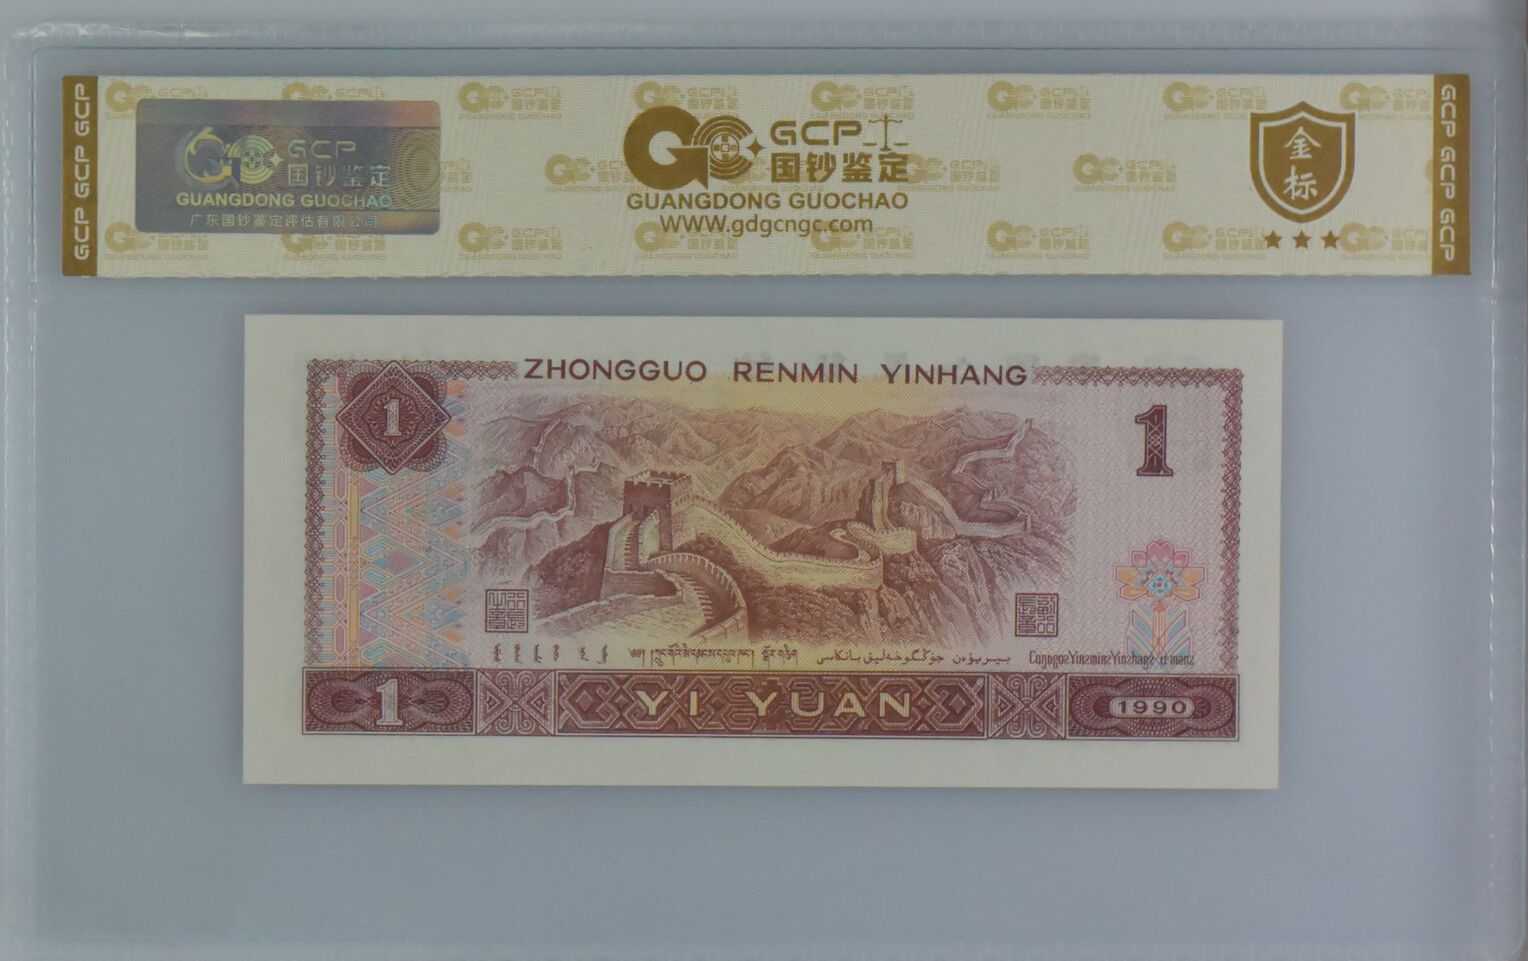 GCP GCP GCP
GCP
国钞鉴定
GUANGDONG GUOCHAO
广东国钞鉴定评估有限公司
GCP
国钞鉴定
GUANGDONG GUOCHAO
WWW.gdgcngc.com
金
标
GCP GCP GCP
ZHONGGUO RENMIN YINHANG
1
1
1
YI YUAN
1990